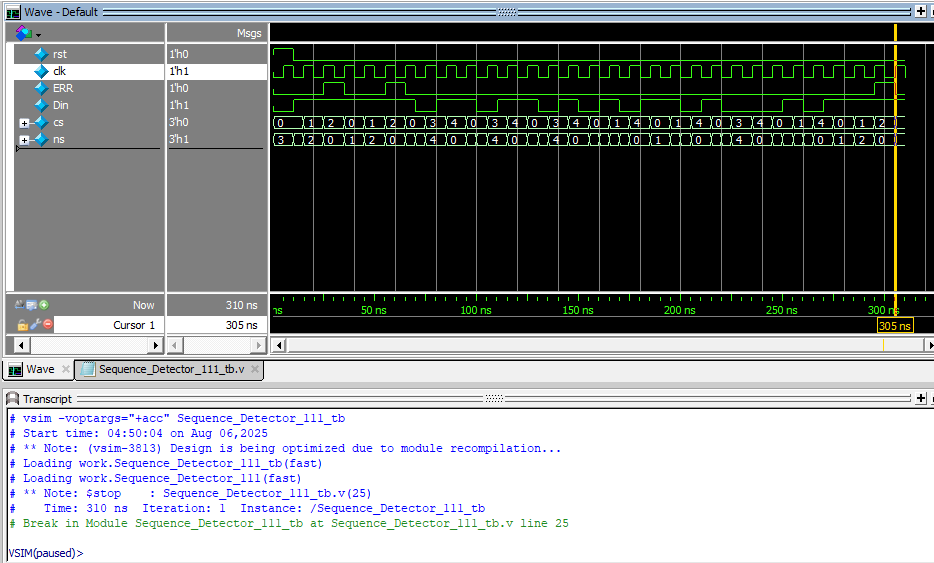 Wave - Default
Msgs
rst 1'h0
clk 1'h1
ERR 1'h0
Din 1'h1
cs 3'h0 0 1 2 0 1 2 0 3 4 0 3 4 0 3 4 0 1 4 0 1 4 0 3 4 0 1 4 0 1 2
ns 3'h1 3 2 0 1 2 0 4 0 4 0 4 0 0 1 0 4 0 0 1 2 0
Now 310 ns
ns 50 ns 100 ns 150 ns 200 ns 250 ns 300 ns
Cursor 1 305 ns
305 ns
Wave Sequence_Detector_111_tb.v
Transcript
# vsim -voptargs="+acc" Sequence_Detector_111_tb
# Start time: 04:50:04 on Aug 06,2025
# ** Note: (vsim-3813) Design is being optimized due to module recompilation...
# Loading work.Sequence_Detector_111_tb(fast)
# Loading work.Sequence_Detector_111(fast)
# ** Note: $stop : Sequence_Detector_111_tb.v(25)
# Time: 310 ns Iteration: 1 Instance: /Sequence_Detector_111_tb
# Break in Module Sequence_Detector_111_tb at Sequence_Detector_111_tb.v line 25
VSIM(paused)>